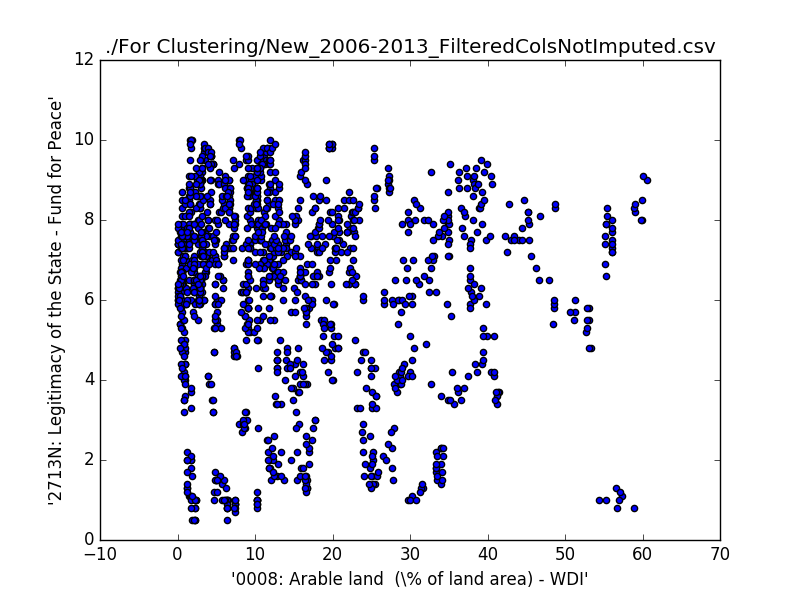 ./For Clustering/New_2006-2013_FilteredColsNotImputed.csv
'2713N: Legitimacy of the State - Fund for Peace'
12
10
8
6
4
2
0
−10 0 10 20 30 40 50 60 70
'0008: Arable land  (\% of land area) - WDI'